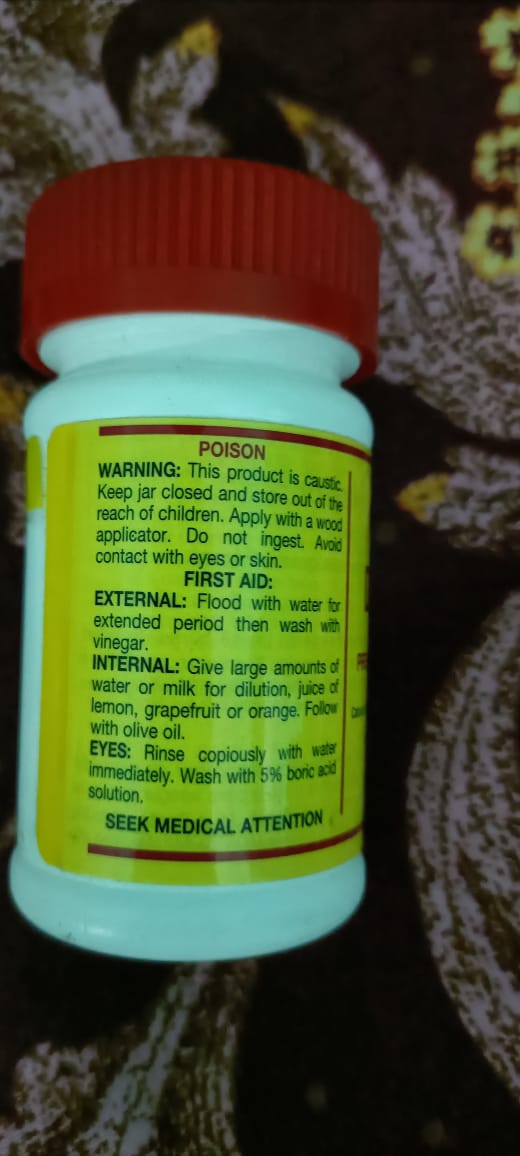 POISON
WARNING: This product is caustic.
Keep jar closed and store out of the
reach of children. Apply with a wood
applicator. Do not ingest. Avoid
contact with eyes or skin.
FIRST AID:
EXTERNAL: Flood with water for
extended period then wash with
vinegar.
INTERNAL: Give large amounts of
water or milk for dilution, juice of
lemon, grapefruit or orange. Follow
with olive oil.
EYES: Rinse copiously with water
immediately. Wash with 5% boric acid
solution.
SEEK MEDICAL ATTENTION